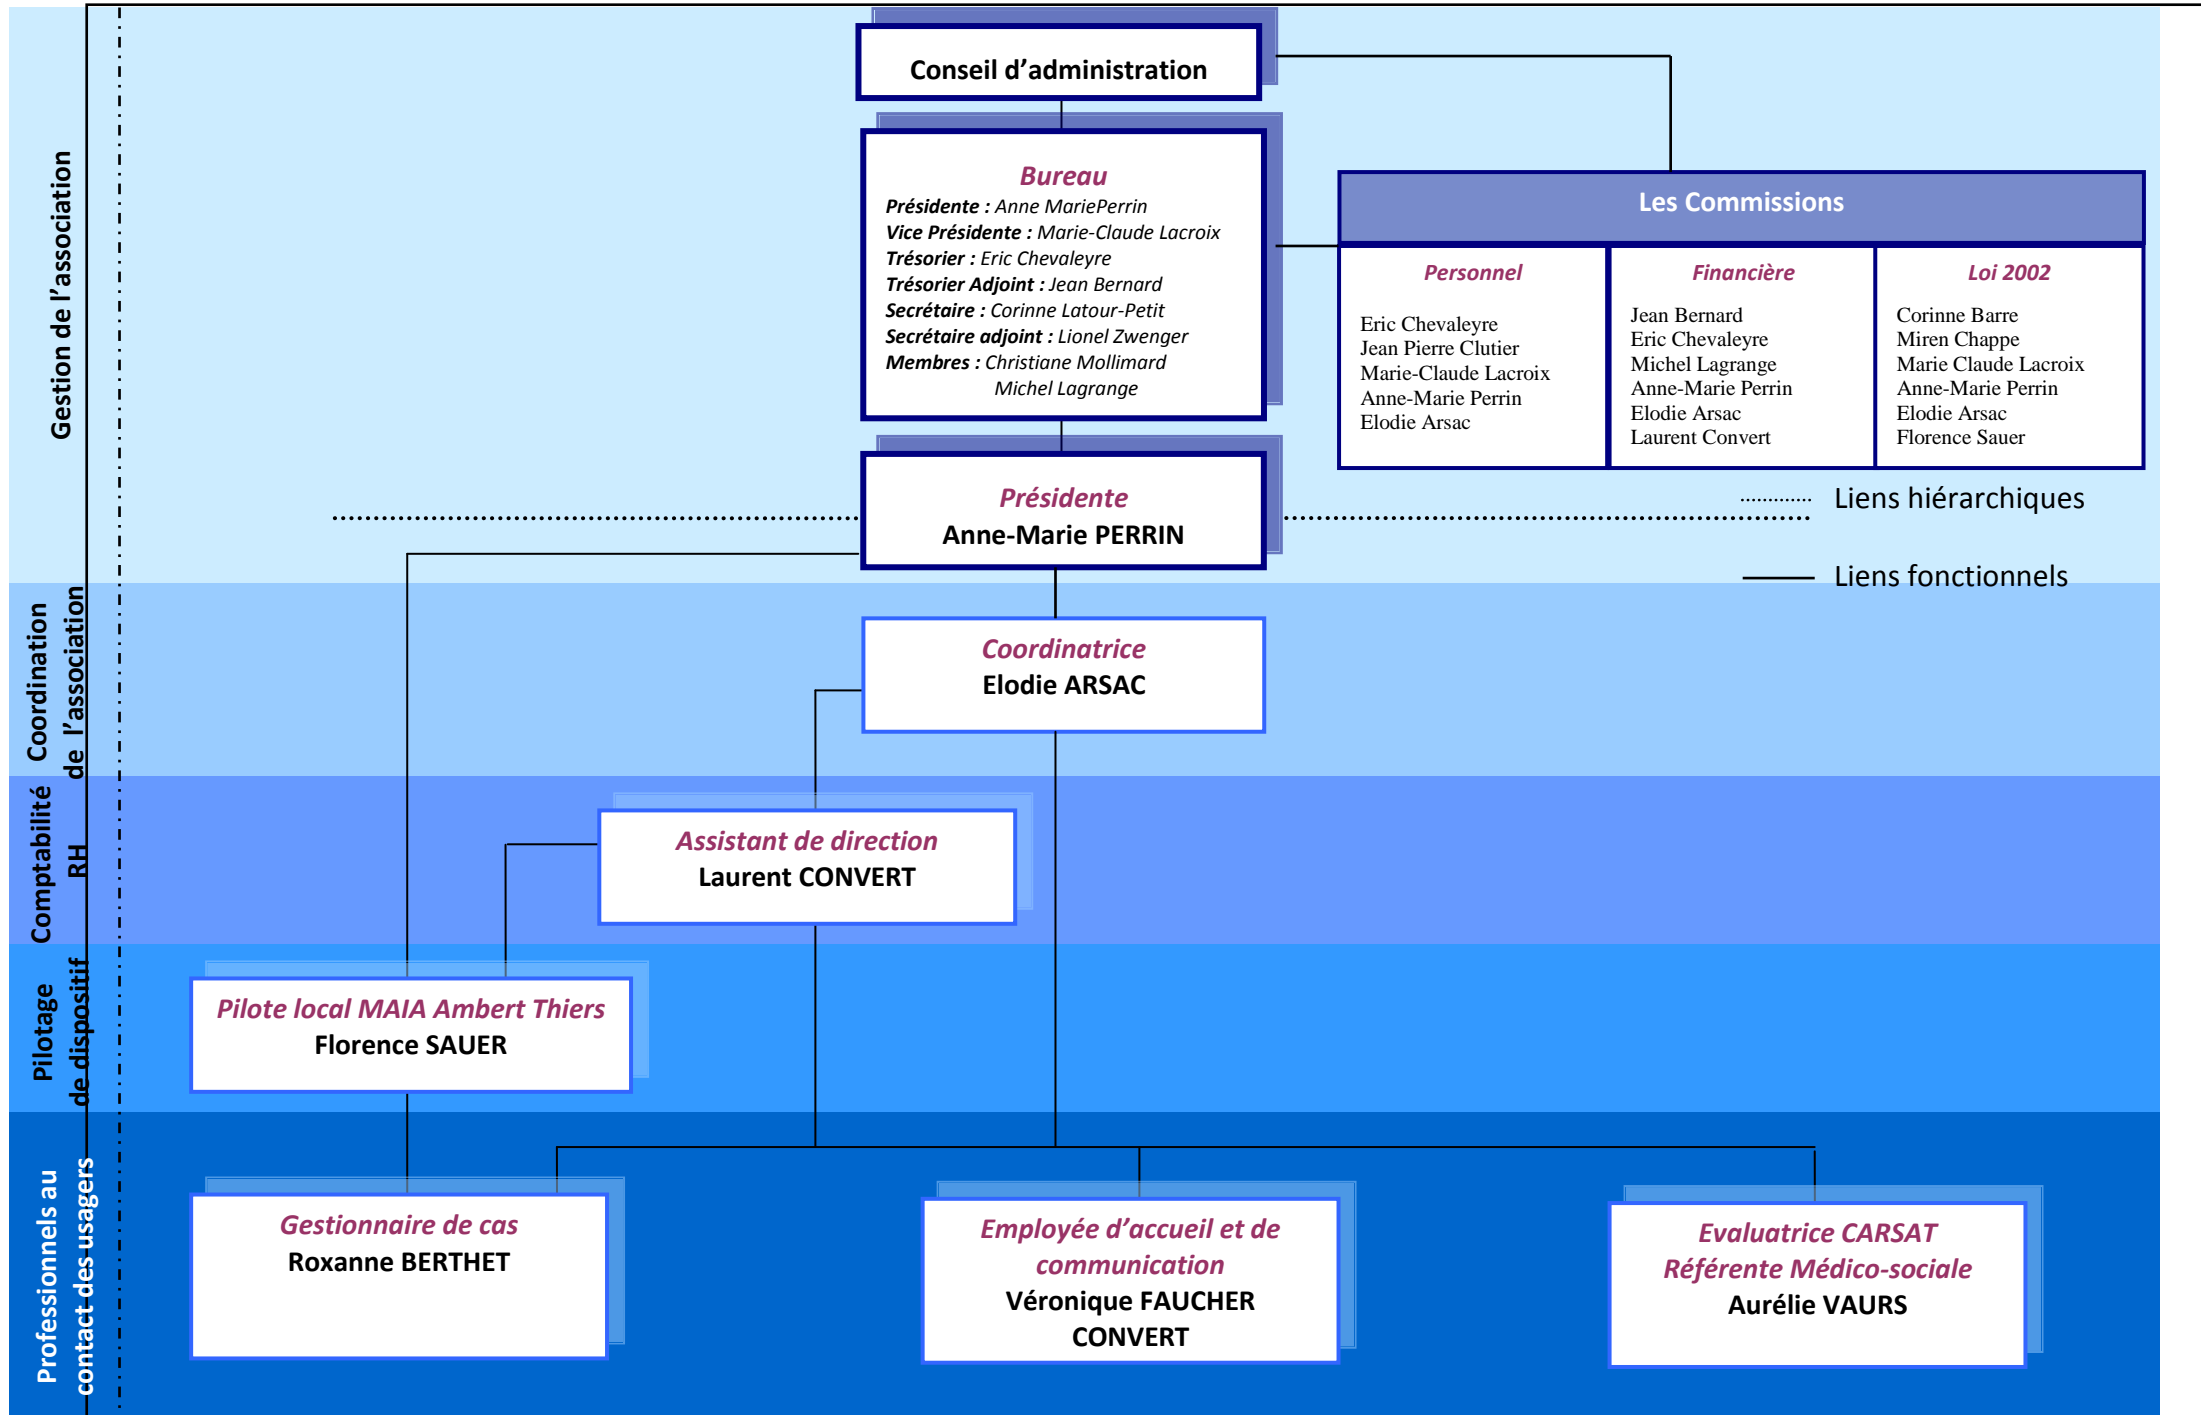 Conseil d’administration
Gestion de l’association
Bureau
Présidente : Anne MariePerrin
Vice Présidente : Marie-Claude Lacroix
Trésorier : Eric Chevaleyre
Trésorier Adjoint : Jean Bernard
Secrétaire : Corinne Latour-Petit
Secrétaire adjoint : Lionel Zwenger
Membres : Christiane Mollimard
Michel Lagrange
Les Commissions
Personnel
Eric Chevaleyre
Jean Pierre Clutier
Marie-Claude Lacroix
Anne-Marie Perrin
Elodie Arsac
Financière
Jean Bernard
Eric Chevaleyre
Michel Lagrange
Anne-Marie Perrin
Elodie Arsac
Laurent Convert
Loi 2002
Corinne Barre
Miren Chappe
Marie Claude Lacroix
Anne-Marie Perrin
Elodie Arsac
Florence Sauer
Présidente
Anne-Marie PERRIN
Liens hiérarchiques
Liens fonctionnels
Coordination
de l’association
Coordinatrice
Elodie ARSAC
Comptabilité
RH
Assistant de direction
Laurent CONVERT
Pilotage
de dispositif
Pilote local MAIA Ambert Thiers
Florence SAUER
Professionnels au
contact des usagers
Gestionnaire de cas
Roxanne BERTHET
Employée d’accueil et de
communication
Véronique FAUCHER
CONVERT
Evaluatrice CARSAT
Référente Médico-sociale
Aurélie VAURS